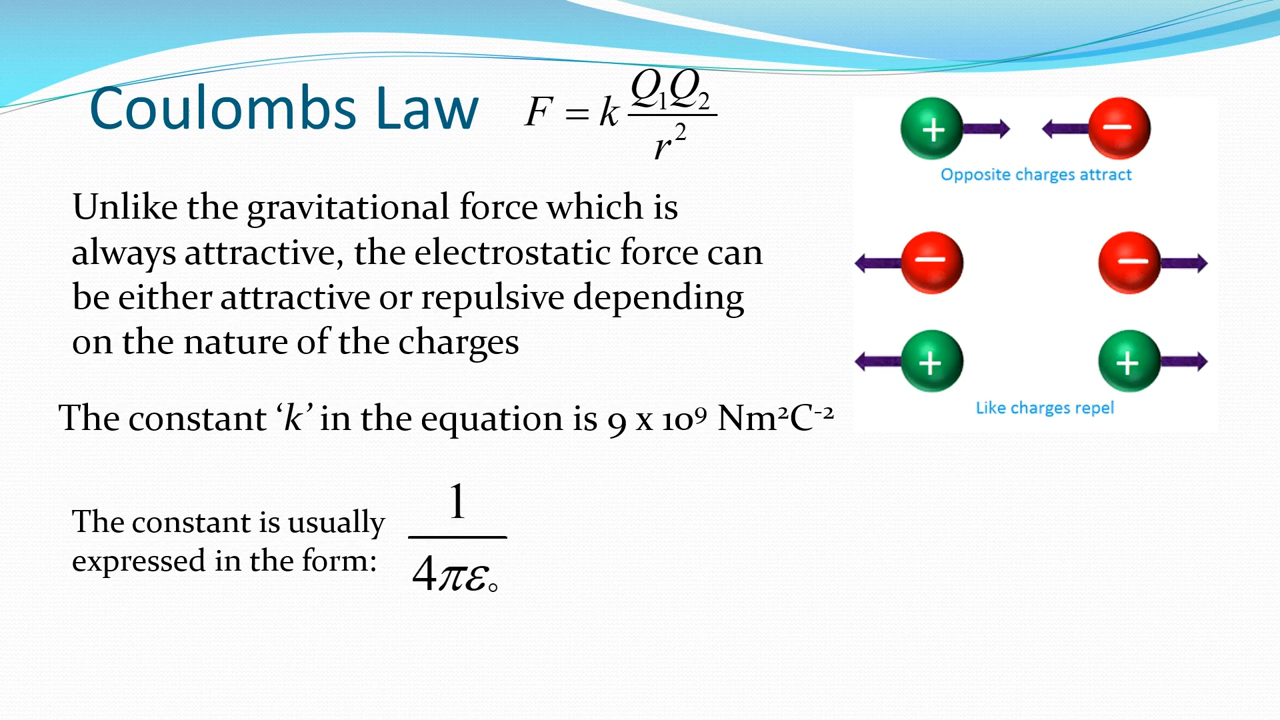 Coulombs Law
F = k Q₁Q₂ / r²
Unlike the gravitational force which is
always attractive, the electrostatic force can
be either attractive or repulsive depending
on the nature of the charges
The constant ‘k’ in the equation is 9 x 10⁹ Nm²C⁻²
The constant is usually
expressed in the form:
1 / 4πε₀
+ −
Opposite charges attract
− −
+ +
Like charges repel